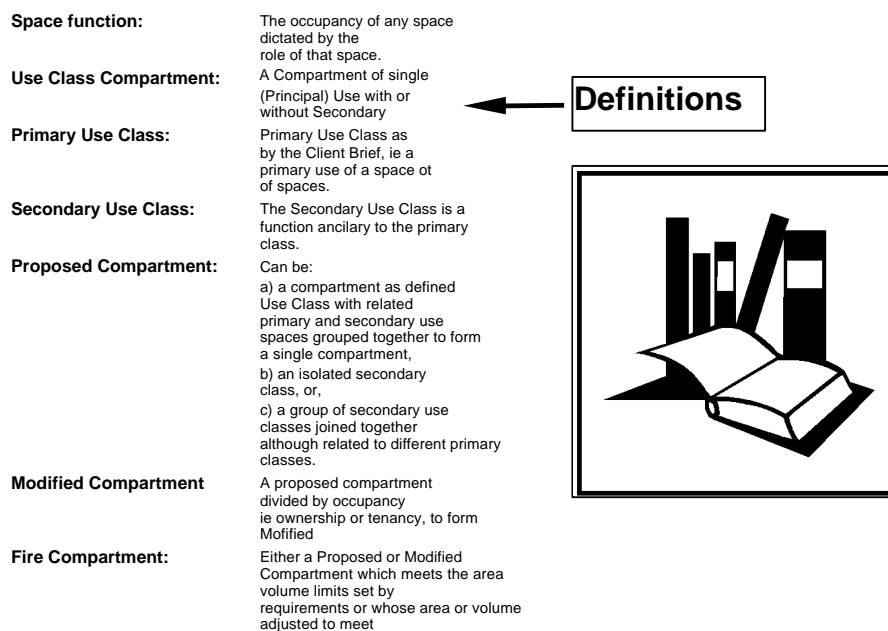 Space function:
The occupancy of any space
dictated by the
role of that space.
Use Class Compartment:
A Compartment of single
(Principal) Use with or
without Secondary
Primary Use Class:
Primary Use Class as
by the Client Brief, ie a
primary use of a space ot
of spaces.
Secondary Use Class:
The Secondary Use Class is a
function ancilary to the primary
class.
Proposed Compartment:
Can be:
a) a compartment as defined
Use Class with related
primary and secondary use
spaces grouped together to form
a single compartment,
b) an isolated secondary
class, or,
c) a group of secondary use
classes joined together
although related to different primary
classes.
Modified Compartment
A proposed compartment
divided by occupancy
ie ownership or tenancy, to form
Mofified
Fire Compartment:
Either a Proposed or Modified
Compartment which meets the area
volume limits set by
requirements or whose area or volume
adjusted to meet
Definitions